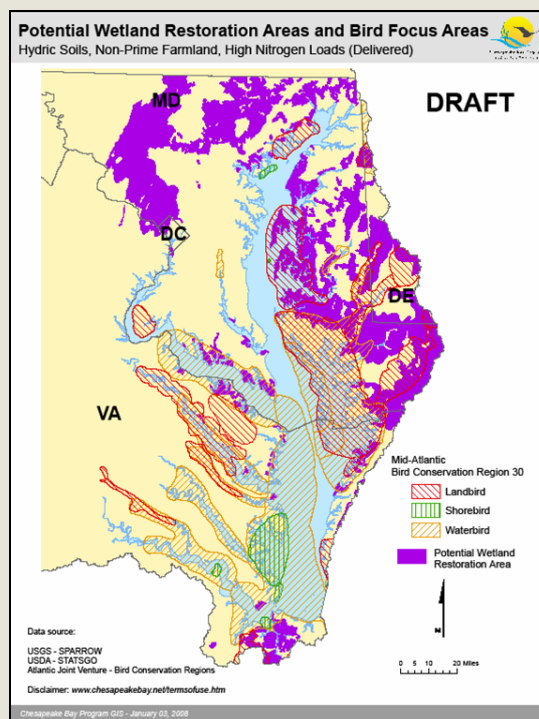 Potential Wetland Restoration Areas and Bird Focus Areas
Hydric Soils, Non-Prime Farmland, High Nitrogen Loads (Delivered)
DRAFT
MD
DC
DE
VA
Mid-Atlantic
Bird Conservation Region 30
Landbird
Shorebird
Waterbird
Potential Wetland
Restoration Area
N
0 5 10 20 Miles
Data source:
USGS - SPARROW
USDA - STATSGO
Atlantic Joint Venture - Bird Conservation Regions
Disclaimer: www.chesapeakebay.net/termsofuse.htm
Chesapeake Bay Program GIS - January 03, 2008